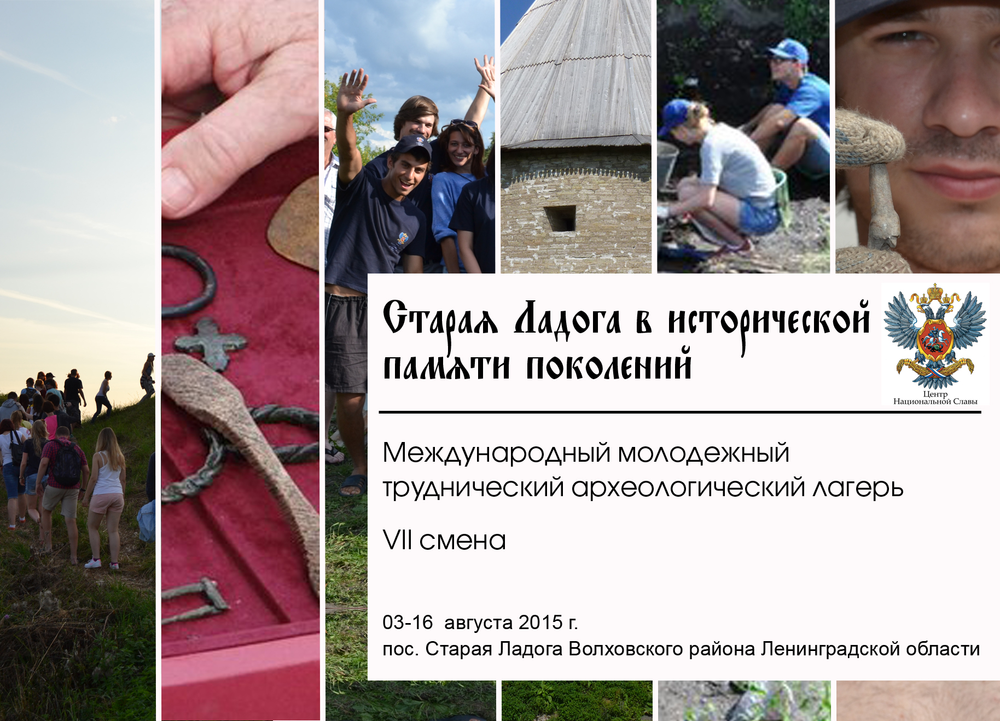 Старая Ладога в исторической
памяти поколений
Центр
Национальной Славы
Международный молодежный
труднический археологический лагерь
VII смена
03-16 августа 2015 г.
пос. Старая Ладога Волховского района Ленинградской области